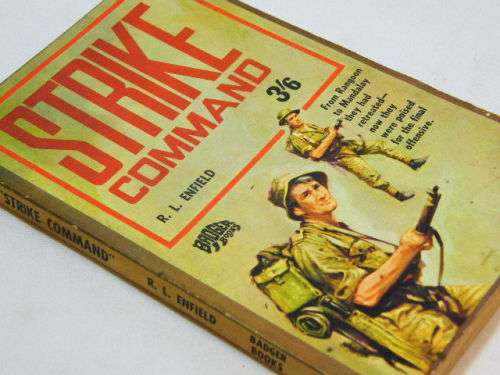 STRIKE
COMMAND
3/6
R. L. ENFIELD
From Rangoon
to Mandalay
they had
retreated—
now they
were poised
for the final
offensive.
BADGER
BOOKS
"STRIKE COMMAND"
R. L. ENFIELD
BADGER
BOOKS